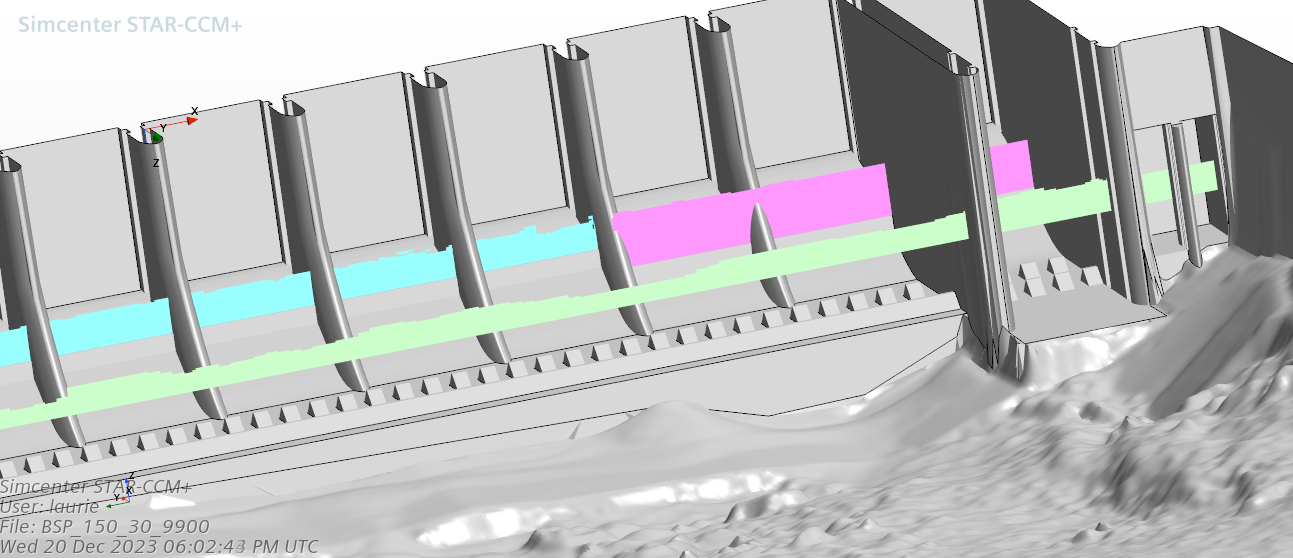 Simcenter STAR-CCM+
X
Y
Z
Z
X
Y
Simcenter STAR-CCM+
User: laurie
File: BSP_150_30_9900
Wed 20 Dec 2023 06:02:43 PM UTC